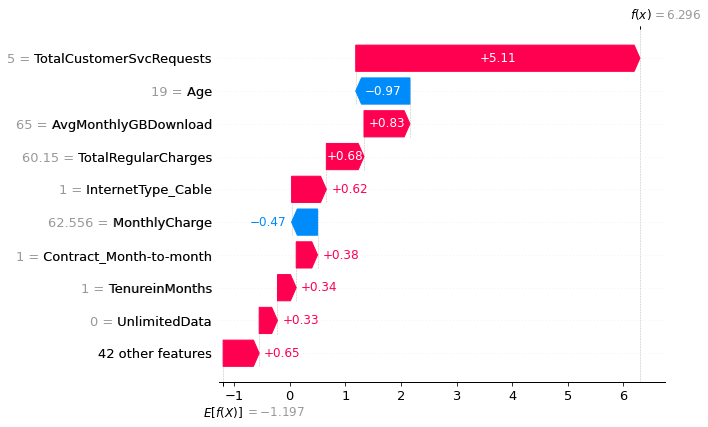 f(x) = 6.296
5 = TotalCustomerSvcRequests +5.11
19 = Age −0.97
65 = AvgMonthlyGBDownload +0.83
60.15 = TotalRegularCharges +0.68
1 = InternetType_Cable +0.62
62.556 = MonthlyCharge −0.47
1 = Contract_Month-to-month +0.38
1 = TenureinMonths +0.34
0 = UnlimitedData +0.33
42 other features +0.65
−1 0 1 2 3 4 5 6
E[f(X)] = −1.197